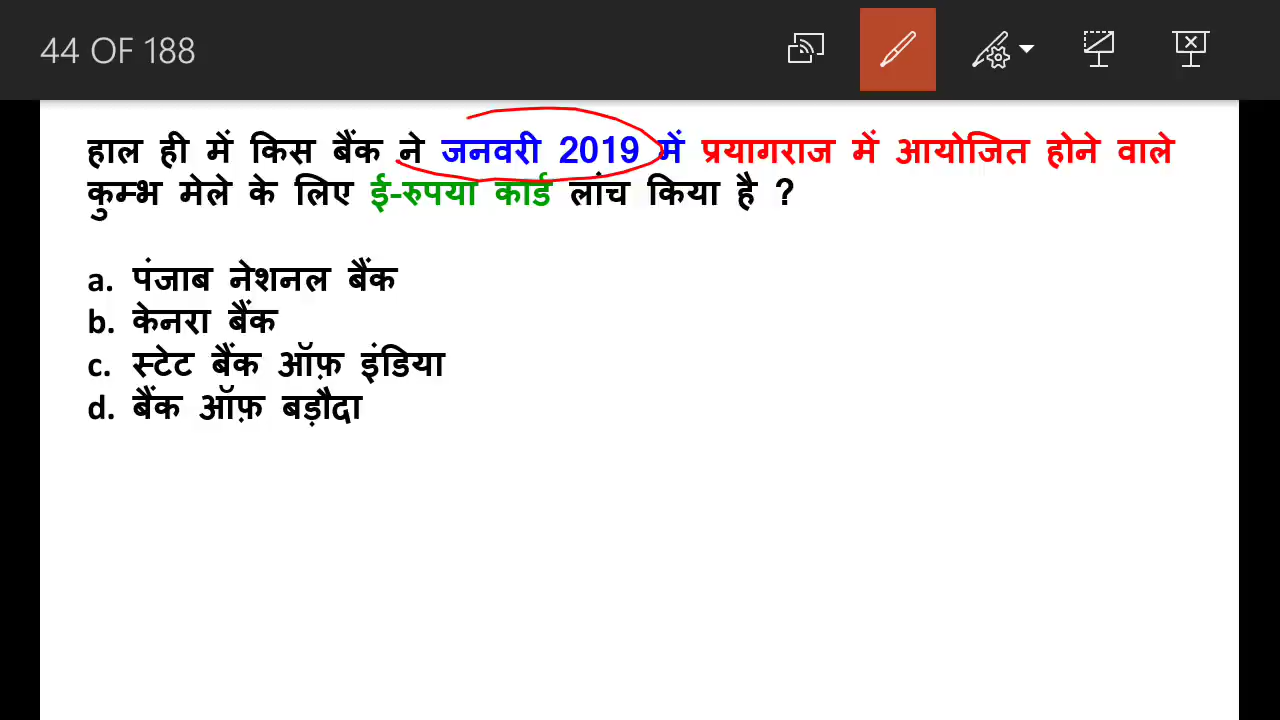 44 OF 188
हाल ही में किस बैंक ने जनवरी 2019 में प्रयागराज में आयोजित होने वाले
कुम्भ मेले के लिए ई-रुपया कार्ड लांच किया है ?
a. पंजाब नेशनल बैंक
b. केनरा बैंक
c. स्टेट बैंक ऑफ़ इंडिया
d. बैंक ऑफ़ बड़ौदा